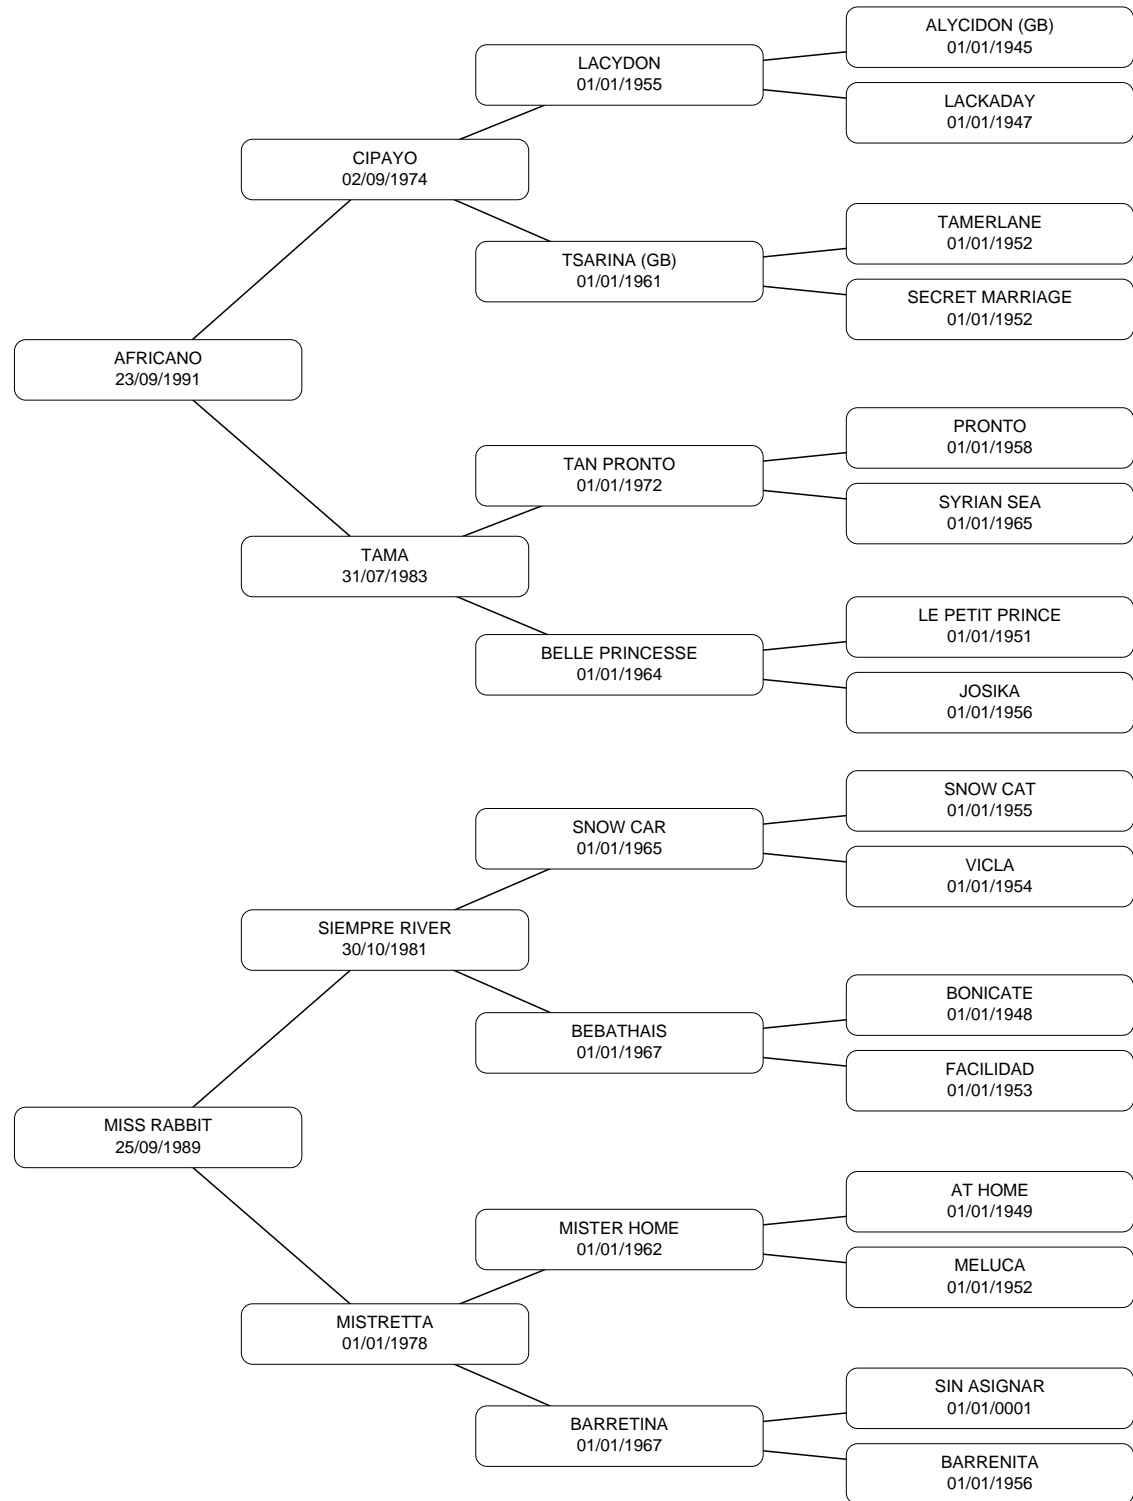 ALYCIDON (GB)
01/01/1945
LACYDON
01/01/1955
LACKADAY
01/01/1947
CIPAYO
02/09/1974
TAMERLANE
01/01/1952
TSARINA (GB)
01/01/1961
SECRET MARRIAGE
01/01/1952
AFRICANO
23/09/1991
PRONTO
01/01/1958
TAN PRONTO
01/01/1972
SYRIAN SEA
01/01/1965
TAMA
31/07/1983
LE PETIT PRINCE
01/01/1951
BELLE PRINCESSE
01/01/1964
JOSIKA
01/01/1956
SNOW CAT
01/01/1955
SNOW CAR
01/01/1965
VICLA
01/01/1954
SIEMPRE RIVER
30/10/1981
BONICATE
01/01/1948
BEBATHAIS
01/01/1967
FACILIDAD
01/01/1953
MISS RABBIT
25/09/1989
AT HOME
01/01/1949
MISTER HOME
01/01/1962
MELUCA
01/01/1952
MISTRETTA
01/01/1978
SIN ASIGNAR
01/01/0001
BARRETINA
01/01/1967
BARRENITA
01/01/1956